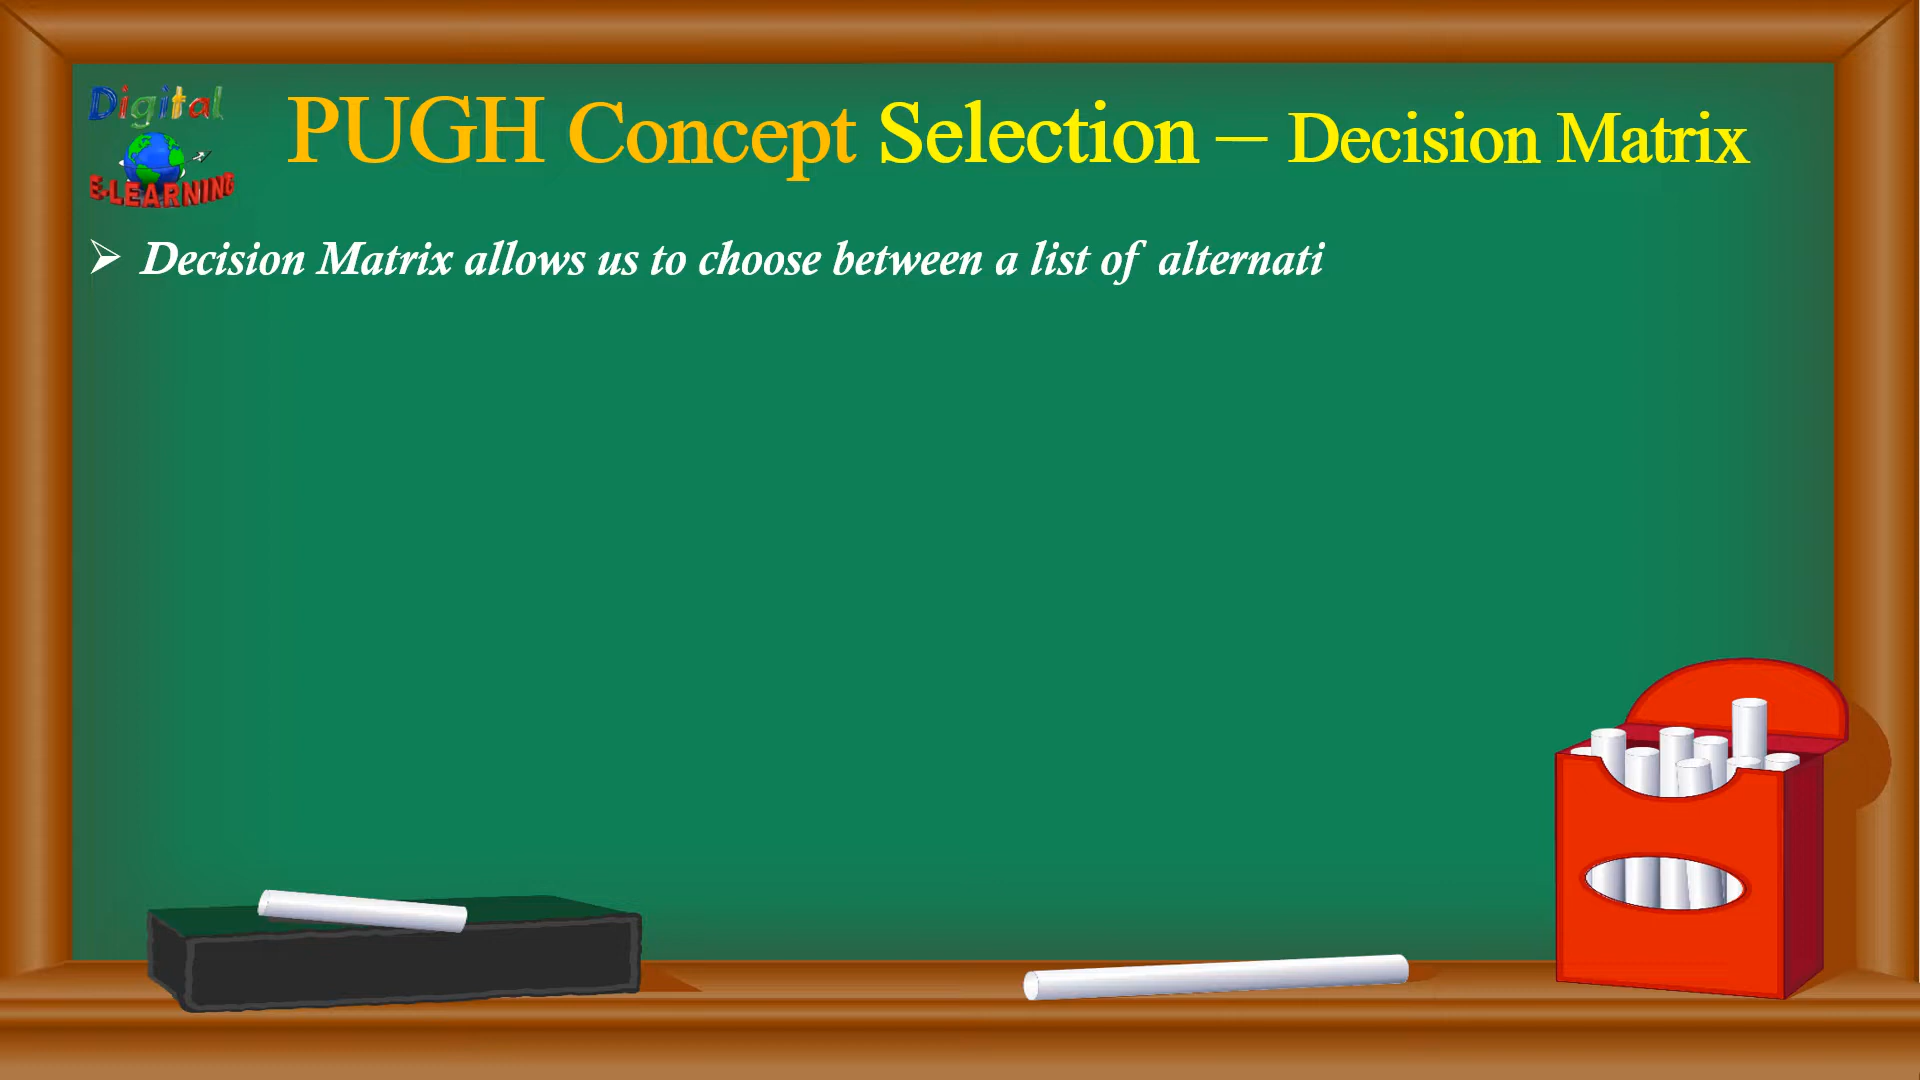 Digital
E-LEARNING
PUGH Concept Selection – Decision Matrix
➢ Decision Matrix allows us to choose between a list of alternati